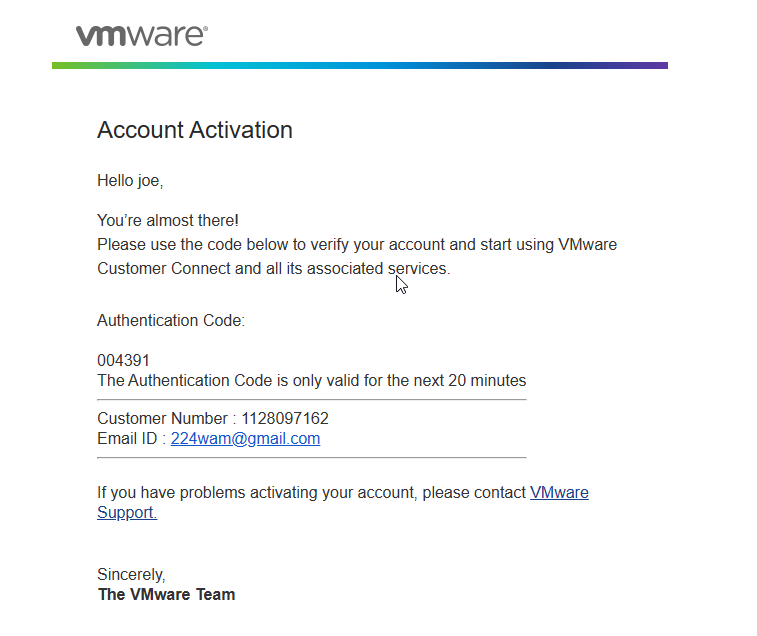 vmware®
Account Activation
Hello joe,
You’re almost there!
Please use the code below to verify your account and start using VMware
Customer Connect and all its associated services.
Authentication Code:
004391
The Authentication Code is only valid for the next 20 minutes
Customer Number : 1128097162
Email ID : 224wam@gmail.com
If you have problems activating your account, please contact VMware
Support.
Sincerely,
The VMware Team